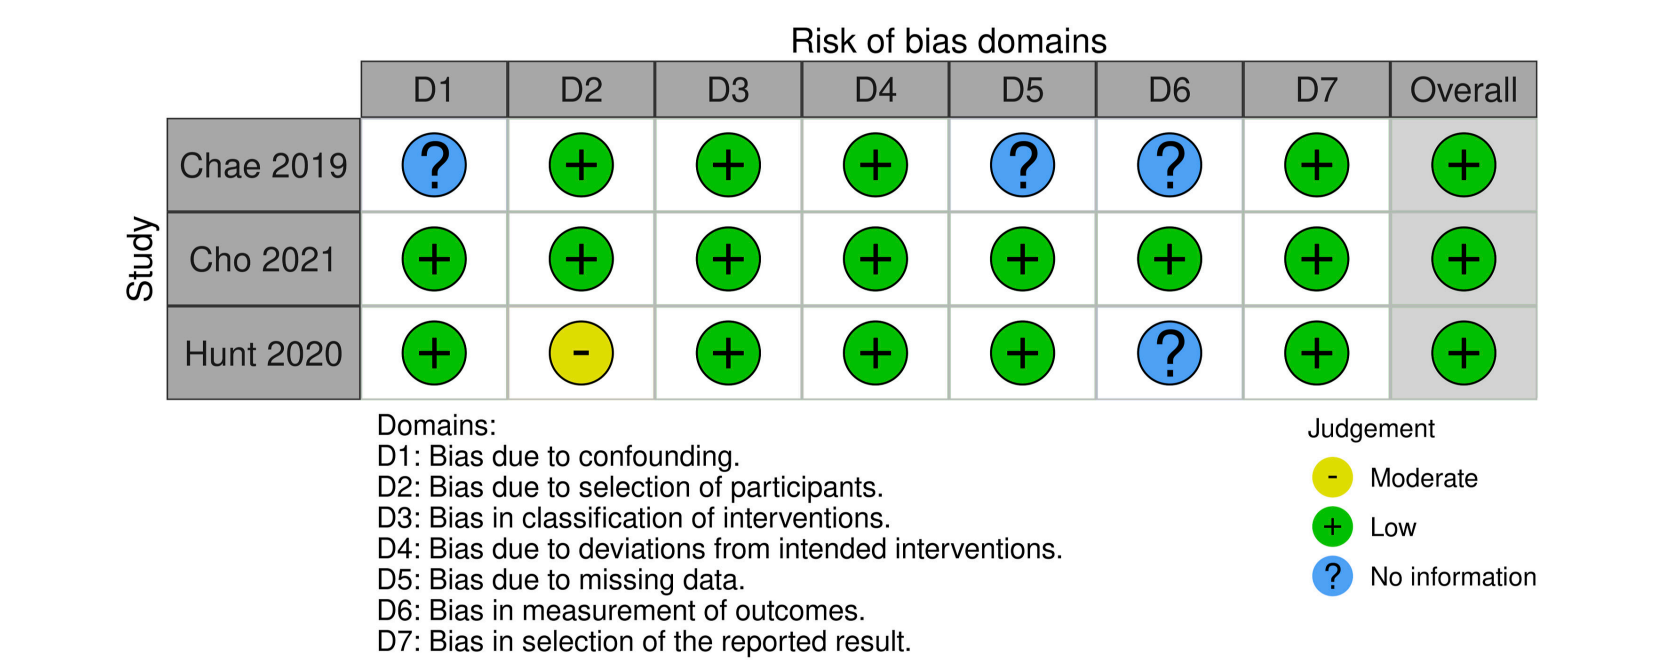 Risk of bias domains
D1 D2 D3 D4 D5 D6 D7 Overall
Study
Chae 2019 ? + + + ? ? + +
Cho 2021 + + + + + + + +
Hunt 2020 + - + + + ? + +
Domains:
D1: Bias due to confounding.
D2: Bias due to selection of participants.
D3: Bias in classification of interventions.
D4: Bias due to deviations from intended interventions.
D5: Bias due to missing data.
D6: Bias in measurement of outcomes.
D7: Bias in selection of the reported result.
Judgement
- Moderate
+ Low
? No information